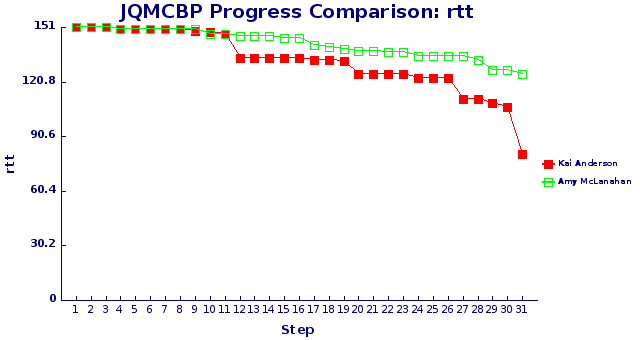 JQMCBP Progress Comparison: rtt
151
120.8
90.6
60.4
30.2
0
rtt
1 2 3 4 5 6 7 8 9 10 11 12 13 14 15 16 17 18 19 20 21 22 23 24 25 26 27 28 29 30 31
Step
Kai Anderson
Amy McLanahan